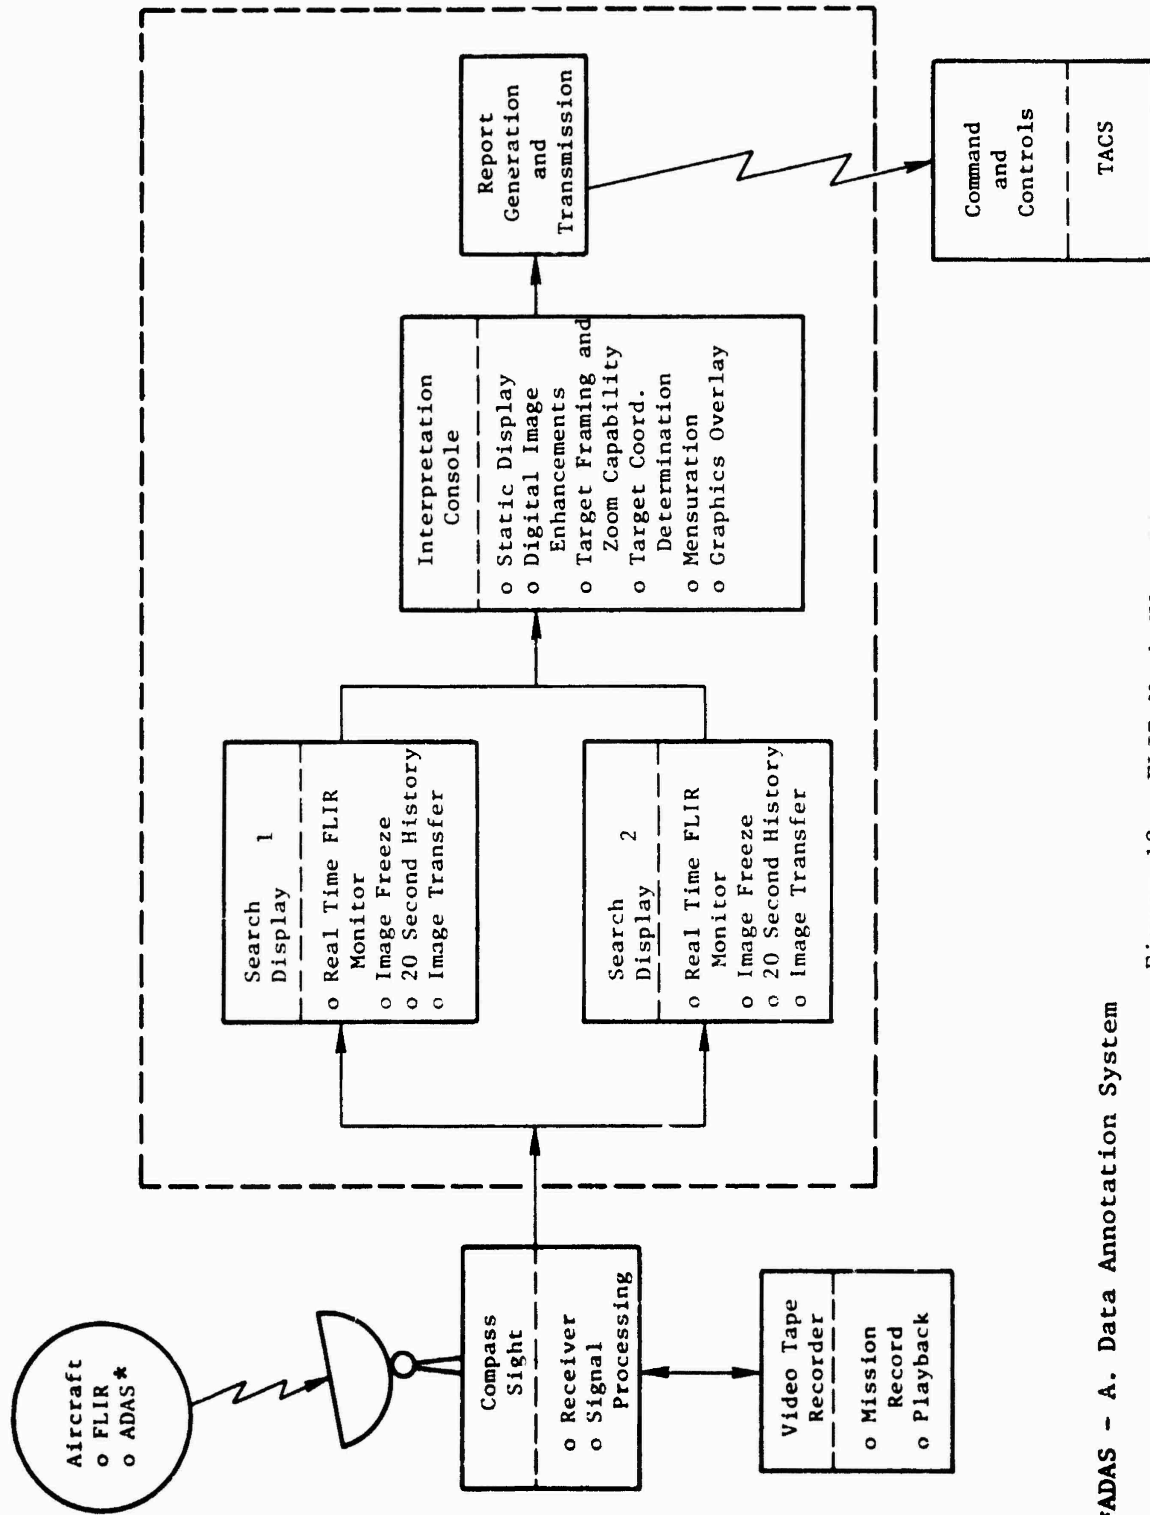 Aircraft
o FLIR
o ADAS*
Compass
Sight
o Receiver
o Signal
Processing
Video Tape
Recorder
o Mission
Record
o Playback
Search
Display 1
o Real Time FLIR
Monitor
o Image Freeze
o 20 Second History
o Image Transfer
Search
Display 2
o Real Time FLIR
Monitor
o Image Freeze
o 20 Second History
o Image Transfer
Interpretation
Console
o Static Display
o Digital Image
Enhancements
o Target Framing and
Zoom Capability
o Target Coord.
Determination
o Mensuration
o Graphics Overlay
Report
Generation
and
Transmission
Command
and
Controls
TACS
*ADAS - A. Data Annotation System